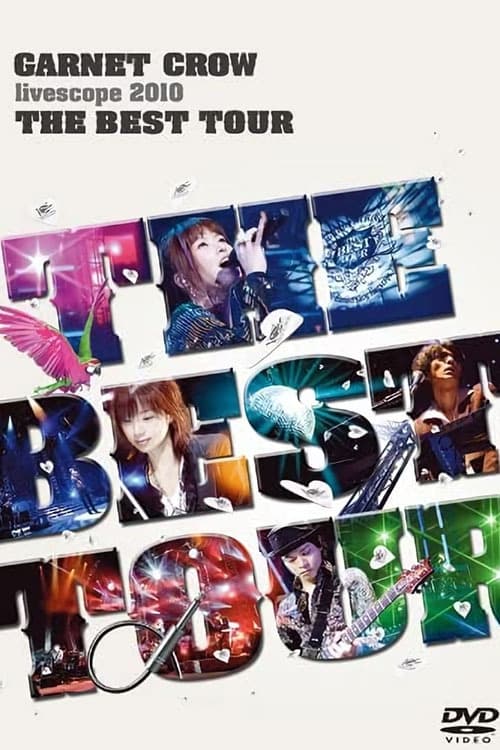 GARNET CROW
livescope 2010
THE BEST TOUR
THE
BEST
TOUR
DVD
VIDEO